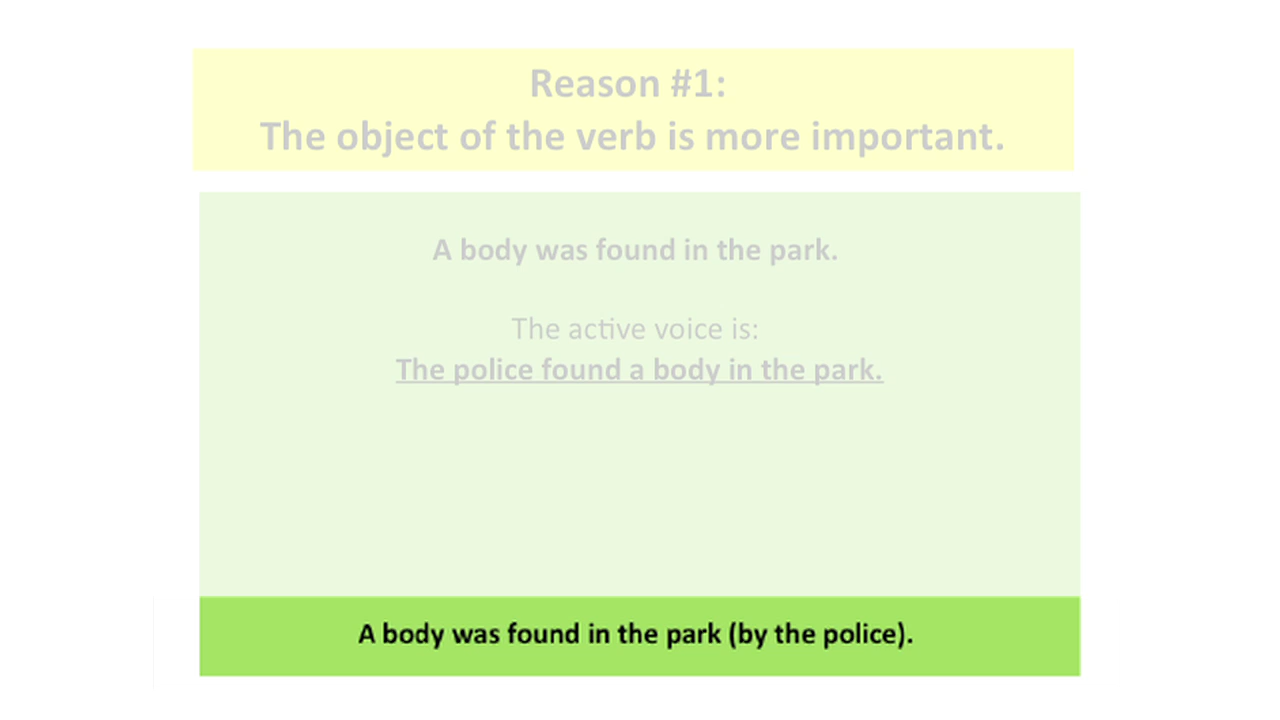 Reason #1:
The object of the verb is more important.
A body was found in the park.
The active voice is:
The police found a body in the park.
A body was found in the park (by the police).